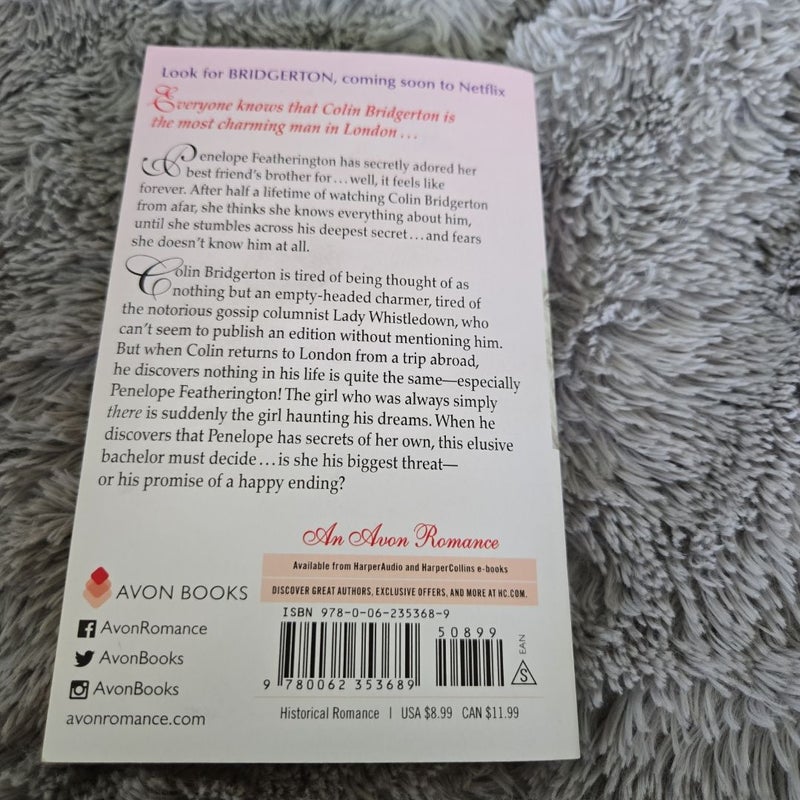 Look for BRIDGERTON, coming soon to Netflix
Everyone knows that Colin Bridgerton is
the most charming man in London...
Penelope Featherington has secretly adored her
best friend's brother for...well, it feels like
forever. After half a lifetime of watching Colin Bridgerton
from afar, she thinks she knows everything about him,
until she stumbles across his deepest secret...and fears
she doesn't know him at all.
Colin Bridgerton is tired of being thought of as
nothing but an empty-headed charmer, tired of
the notorious gossip columnist Lady Whistledown, who
can't seem to publish an edition without mentioning him.
But when Colin returns to London from a trip abroad,
he discovers nothing in his life is quite the same—especially
Penelope Featherington! The girl who was always simply
there is suddenly the girl haunting his dreams. When he
discovers that Penelope has secrets of her own, this elusive
bachelor must decide...is she his biggest threat—
or his promise of a happy ending?
An Avon Romance
Available from HarperAudio and HarperCollins e-books
DISCOVER GREAT AUTHORS, EXCLUSIVE OFFERS, AND MORE AT HC.COM.
AVON BOOKS
AvonRomance
AvonBooks
AvonBooks
avonromance.com
ISBN 978-0-06-235368-9
50899
EAN
S
9 780062 353689
Historical Romance | USA $8.99 CAN $11.99